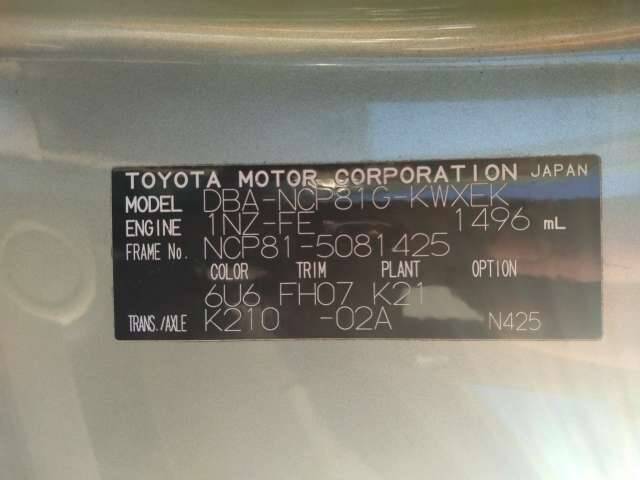 TOYOTA MOTOR CORPORATION JAPAN
MODEL DBA-NCP81G-KWXEK
ENGINE 1NZ-FE 1496 mL
FRAME No. NCP81-5081425
COLOR TRIM PLANT OPTION
6U6 FH07 K21
TRANS./AXLE K210 -02A N425